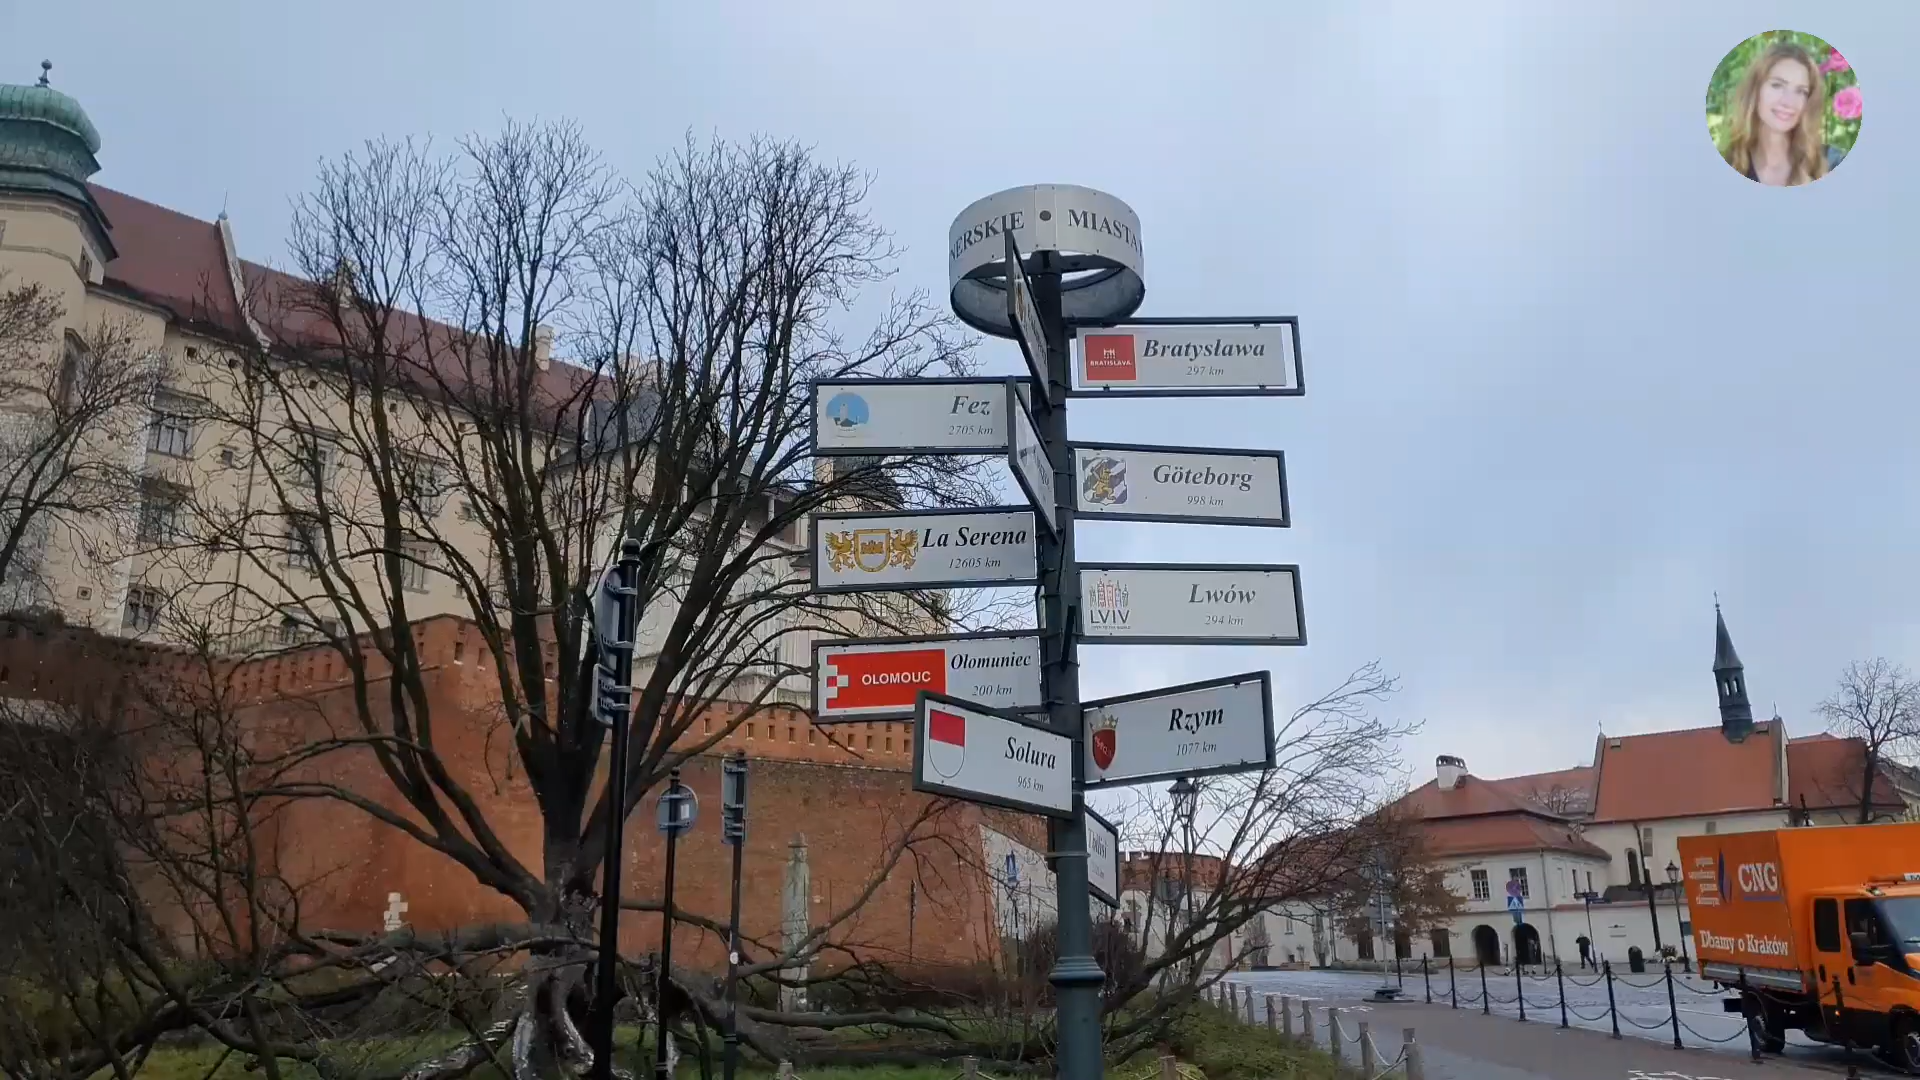 NERSKIE • MIASTA
BRATISLAVA
Bratysława
297 km
Fez
2705 km
Göteborg
998 km
La Serena
12605 km
LVIV
Lwów
294 km
OLOMOUC
Ołomuniec
200 km
Rzym
1077 km
Solura
965 km
CNG
Dbamy o Kraków